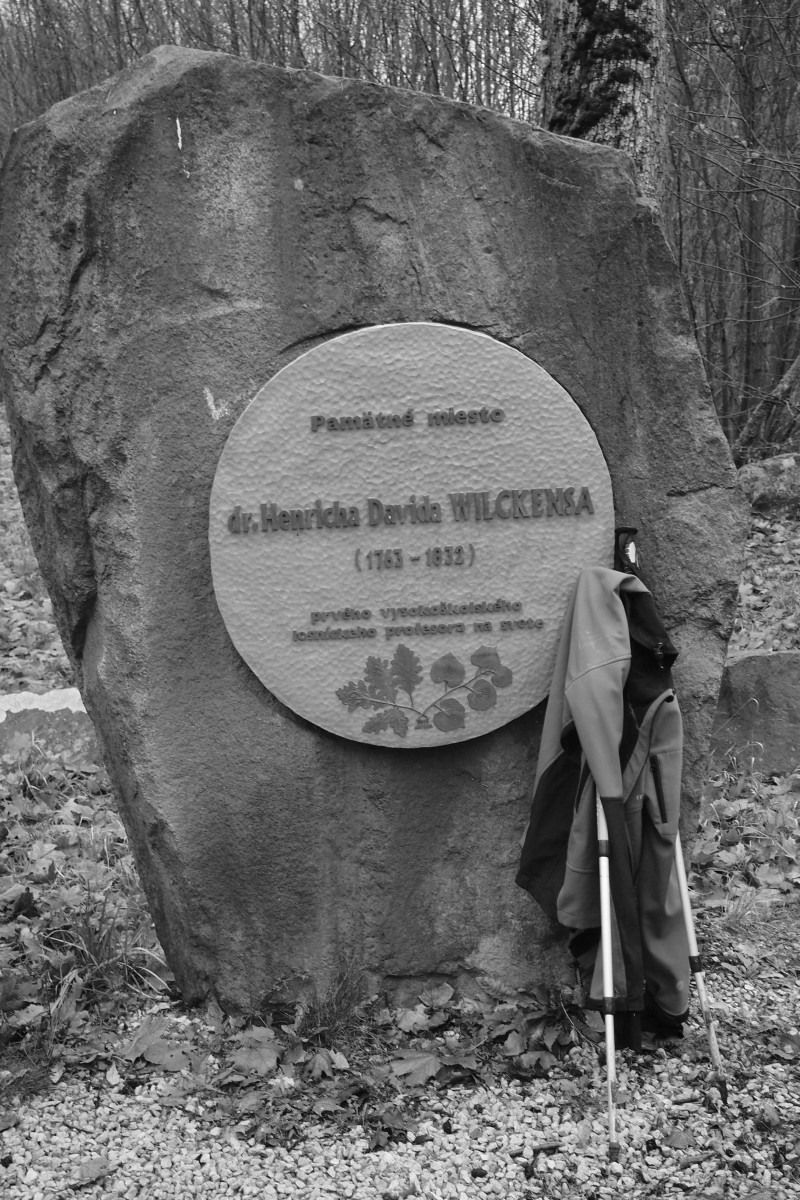 Pamätné miesto
dr. Henricha Davida WILCKENSA
(1763 – 1832)
prvého vysokoškolského
lesníckeho profesora na svete